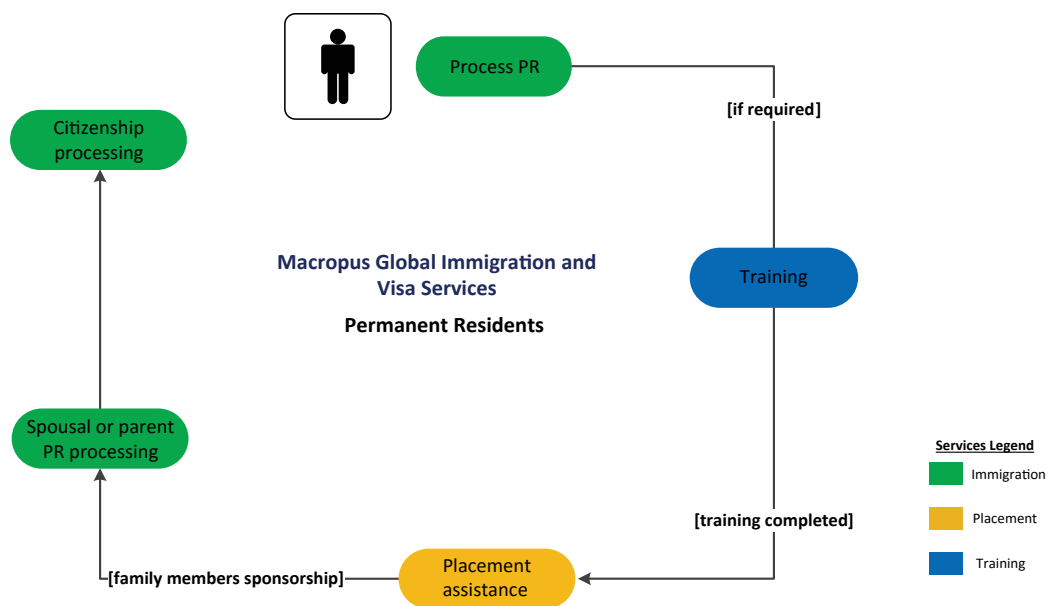 Process PR
[if required]
Citizenship
processing
Macropus Global Immigration and
Visa Services
Permanent Residents
Training
Spousal or parent
PR processing
[training completed]
Placement
assistance
[family members sponsorship]
Services Legend
Immigration
Placement
Training